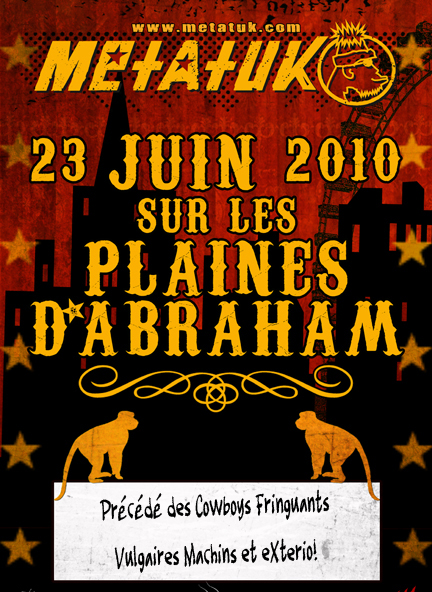 www.metatuk.com
METATUK
23 JUIN 2010
SUR LES
PLAINES
D'ABRAHAM
Précédé des Cowboys Fringuants
Vulgaires Machins et eXterio!